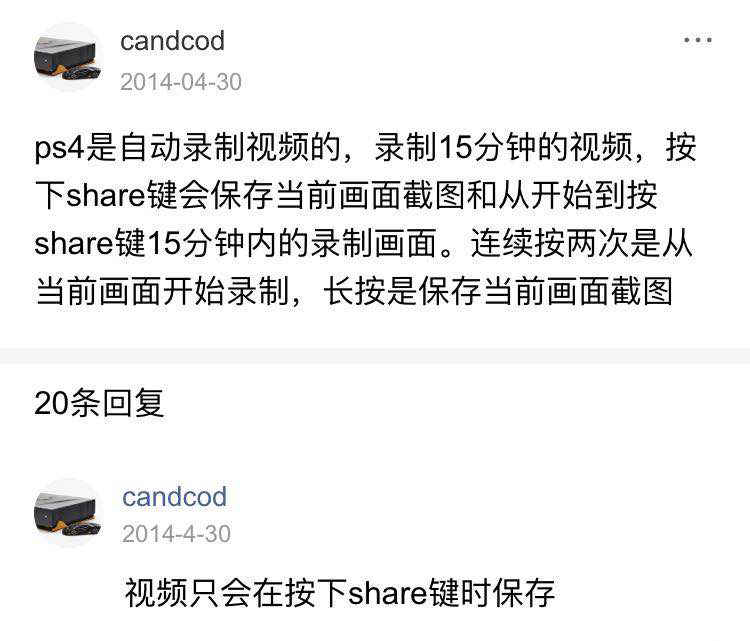 candcod
2014-04-30
ps4是自动录制视频的，录制15分钟的视频，按
下share键会保存当前画面截图和从开始到按
share键15分钟内的录制画面。连续按两次是从
当前画面开始录制，长按是保存当前画面截图
20条回复
candcod
2014-4-30
视频只会在按下share键时保存